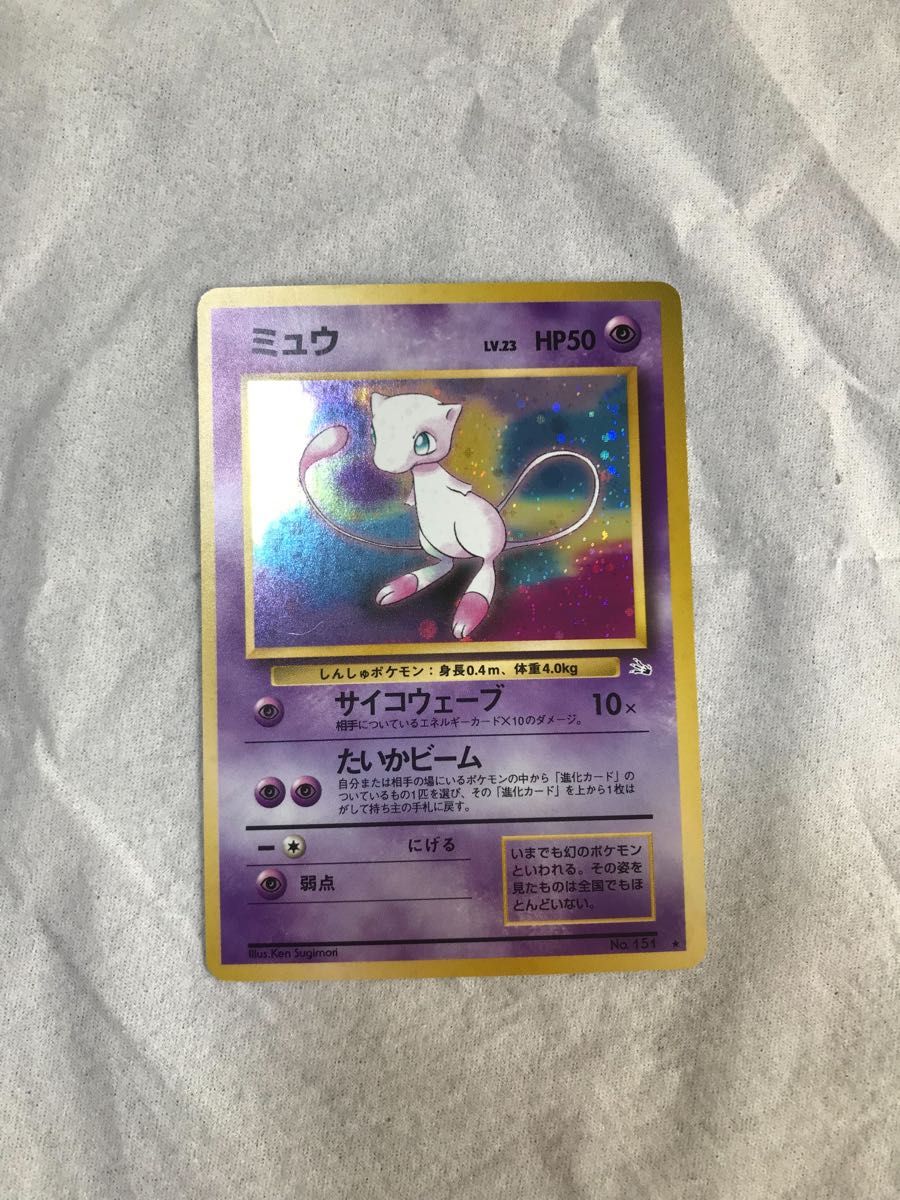 ミュウ LV.23 HP50
しんしゅポケモン：身長0.4m、体重4.0kg
サイコウェーブ 10×
相手についているエネルギーカード×10のダメージ。
たいかビーム
自分または相手の場にいるポケモンの中から「進化カード」の
ついているもの1匹を選び、その「進化カード」を上から1枚は
がして持ち主の手札に戻す。
− にげる
弱点
いまでも幻のポケモン
といわれる。その姿を
見たものは全国でもほ
とんどいない。
Illus.Ken Sugimori
No. 151 ★